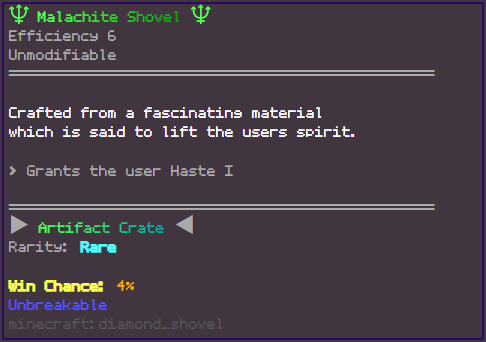 🔱 Malachite Shovel 🔱
Efficiency 6
Unmodifiable
Crafted from a fascinating material
which is said to lift the users spirit.
> Grants the user Haste I
▶ Artifact Crate ◀
Rarity: Rare
Win Chance: 4%
Unbreakable
minecraft:diamond_shovel